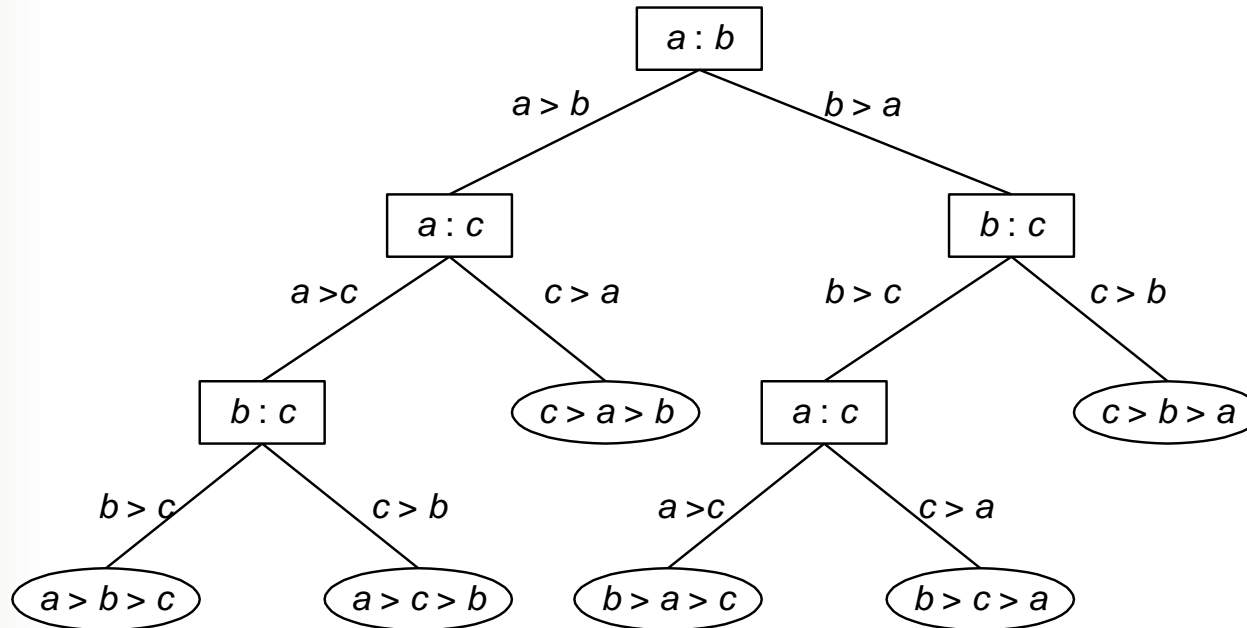 a : b
a > b b > a
a : c b : c
a >c c > a b > c c > b
b : c c > a > b a : c c > b > a
b > c c > b a >c c > a
a > b > c a > c > b b > a > c b > c > a